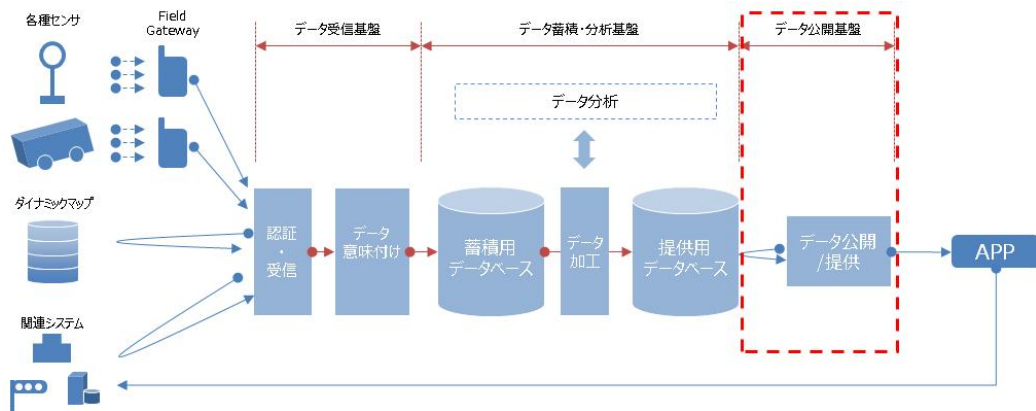 各種センサ
Field
Gateway
データ受信基盤
データ蓄積・分析基盤
データ公開基盤
データ分析
ダイナミックマップ
認証
・
受信
データ
意味付け
蓄積用
データベース
データ
加工
提供用
データベース
データ公開
/提供
APP
関連システム